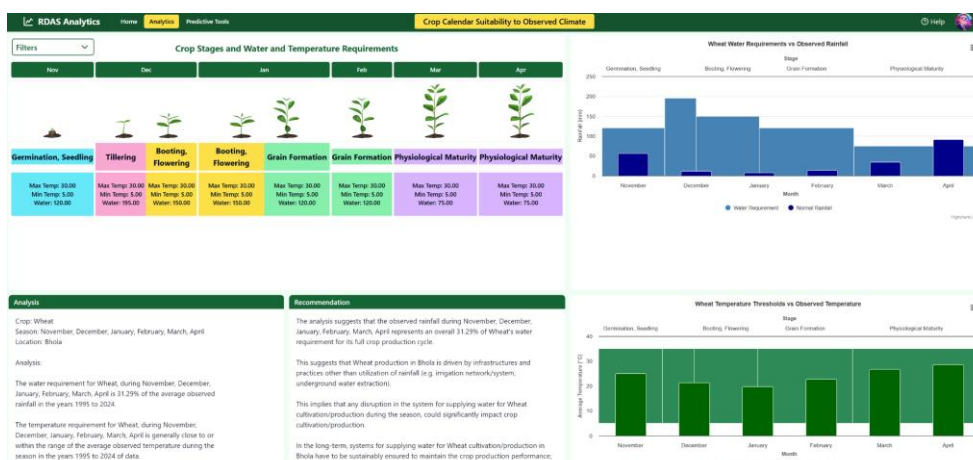 RDAS Analytics Home Analytics Predictive Tools Crop Calendar Suitability to Observed Climate Help
Filters
Crop Stages and Water and Temperature Requirements
Nov Dec Jan Feb Mar Apr
Germination, Seedling Tillering Booting, Flowering Booting, Flowering Grain Formation Grain Formation Physiological Maturity Physiological Maturity
Max Temp: 30.00 Max Temp: 30.00 Max Temp: 30.00 Max Temp: 30.00 Max Temp: 30.00 Max Temp: 30.00 Max Temp: 30.00 Max Temp: 30.00
Min Temp: 5.00 Min Temp: 5.00 Min Temp: 5.00 Min Temp: 5.00 Min Temp: 5.00 Min Temp: 5.00 Min Temp: 5.00 Min Temp: 5.00
Water: 120.00 Water: 195.00 Water: 150.00 Water: 150.00 Water: 120.00 Water: 120.00 Water: 75.00 Water: 75.00
Wheat Water Requirements vs Observed Rainfall
Stage
Germination, Seedling Booting, Flowering Grain Formation Physiological Maturity
250
200
150
100
50
0
Rainfall (mm)
November December January February March April
Month
Water Requirement Normal Rainfall
Analysis
Crop: Wheat
Season: November, December, January, February, March, April
Location: Bhola
Analysis:
The water requirement for Wheat, during November, December,
January, February, March, April is 31.29% of the average observed
rainfall in the years 1995 to 2024.
The temperature requirement for Wheat, during November,
December, January, February, March, April is generally close to or
within the range of the average observed temperature during the
season in the years 1995 to 2024 of data.
Recommendation
The analysis suggests that the observed rainfall during November, December,
January, February, March, April represents an overall 31.29% of Wheat's water
requirement for its full crop production cycle.
This suggests that Wheat production in Bhola is driven by infrastructures and
practices other than utilization of rainfall (e.g. irrigation network/system,
underground water extraction).
This implies that any disruption in the system for supplying water for Wheat
cultivation/production during the season, could significantly impact crop
cultivation/production.
In the long-term, systems for supplying water for Wheat cultivation/production in
Bhola have to be sustainably ensured to maintain the crop production performance,
Wheat Temperature Thresholds vs Observed Temperature
Stage
Germination, Seedling Booting, Flowering Grain Formation Physiological Maturity
40
30
20
10
0
Average Temperature (°C)
November December January February March April
Month